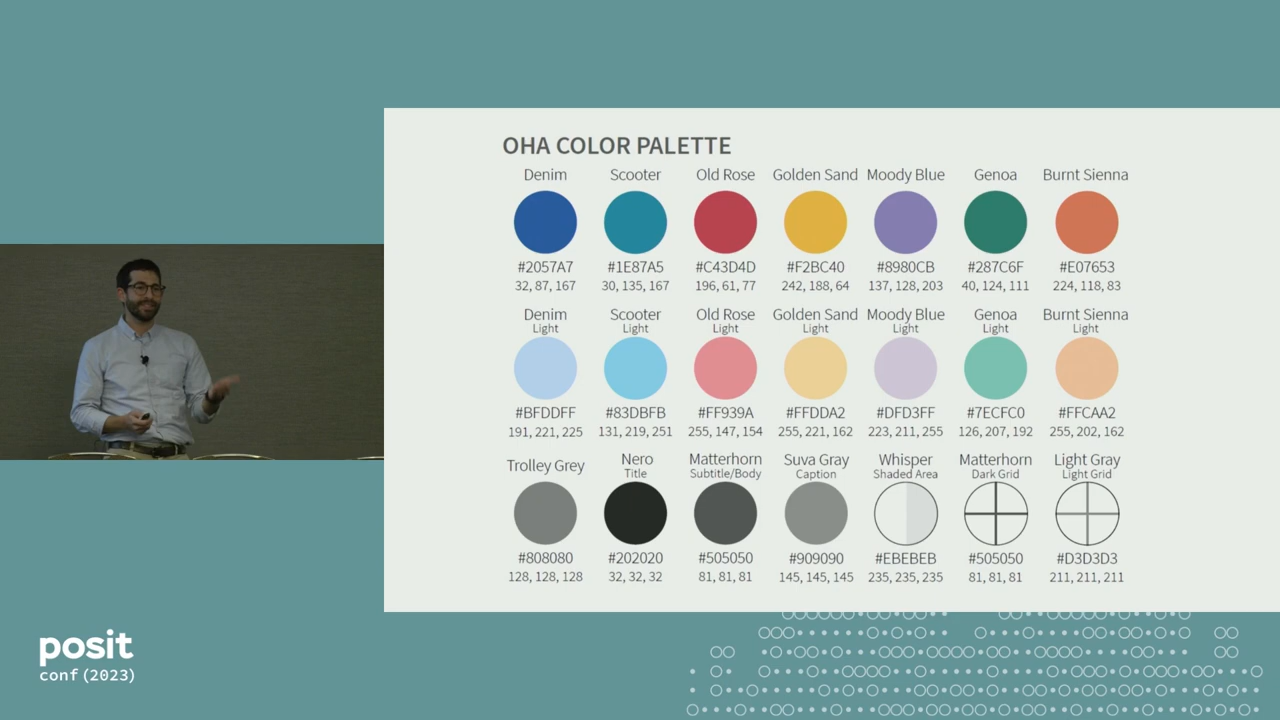 OHA COLOR PALETTE
Denim Scooter Old Rose Golden Sand Moody Blue Genoa Burnt Sienna
#2057A7 #1E87A5 #C43D4D #F2BC40 #8980CB #287C6F #E07653
32, 87, 167 30, 135, 167 196, 61, 77 242, 188, 64 137, 128, 203 40, 124, 111 224, 118, 83
Denim Scooter Old Rose Golden Sand Moody Blue Genoa Burnt Sienna
Light Light Light Light Light Light Light
#BFDDFF #83DBFB #FF939A #FFDDA2 #DFD3FF #7ECFC0 #FFCAA2
191, 221, 225 131, 219, 251 255, 147, 154 255, 221, 162 223, 211, 255 126, 207, 192 255, 202, 162
Trolley Grey Nero Matterhorn Suva Gray Whisper Matterhorn Light Gray
Title Subtitle/Body Caption Shaded Area Dark Grid Light Grid
#808080 #202020 #505050 #909090 #EBEBEB #505050 #D3D3D3
128, 128, 128 32, 32, 32 81, 81, 81 145, 145, 145 235, 235, 235 81, 81, 81 211, 211, 211
posit
conf(2023)